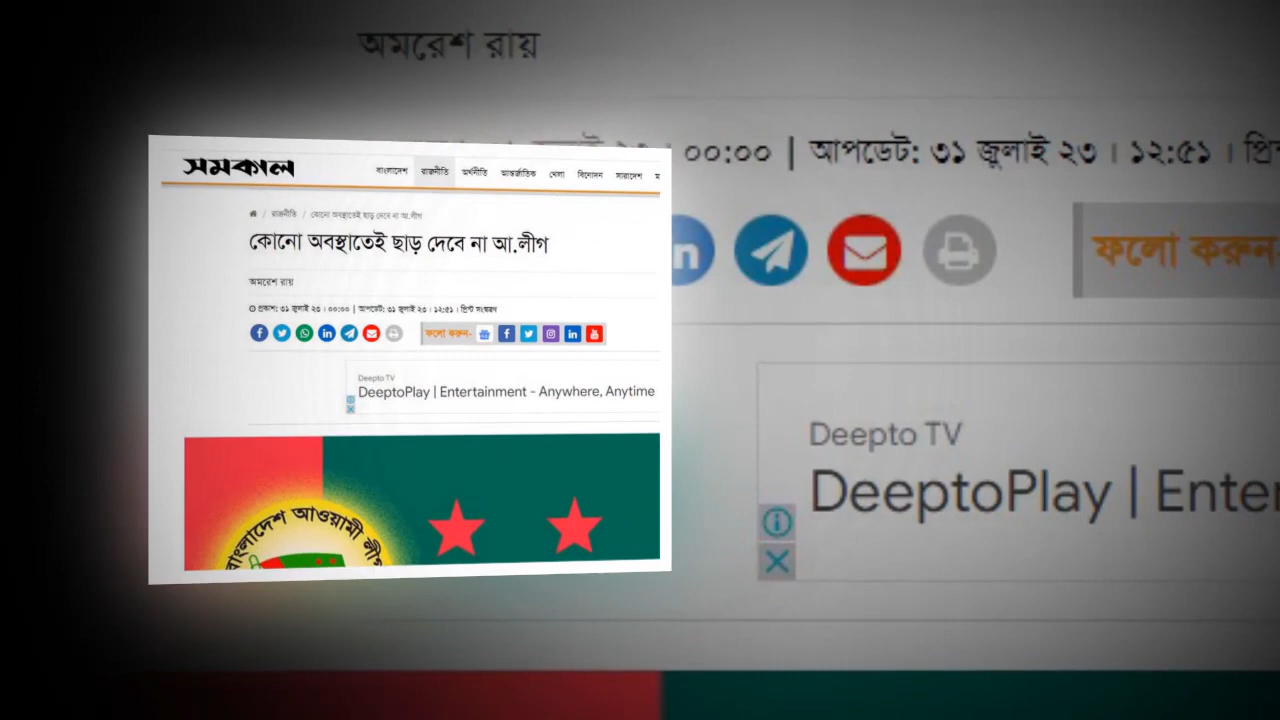 অমরেশ রায়
০০:০০ | আপডেট: ৩১ জুলাই ২৩ । ১২:৫১ ।
ফলো করুন-
Deepto TV
DeeptoPlay |
সমকাল
বাংলাদেশ রাজনীতি অর্থনীতি আন্তর্জাতিক খেলা বিনোদন সারাদেশ
/ রাজনীতি / কোনো অবস্থাতেই ছাড় দেবে না আ.লীগ
কোনো অবস্থাতেই ছাড় দেবে না আ.লীগ
অমরেশ রায়
প্রকাশ: ৩১ জুলাই ২৩ । ০০:০০ | আপডেট: ৩১ জুলাই ২৩ । ১২:৫১ । প্রিন্ট সংস্করণ
ফলো করুন-
Deepto TV
DeeptoPlay | Entertainment - Anywhere, Anytime
বাংলাদেশ আওয়ামী লীগ